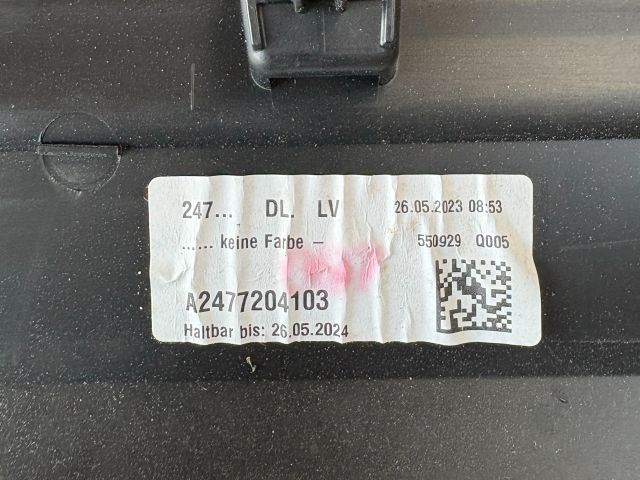 247... DL. LV 26.05.2023 08:53
...... keine Farbe – 550929 Q005
A2477204103
Haltbar bis: 26.05.2024